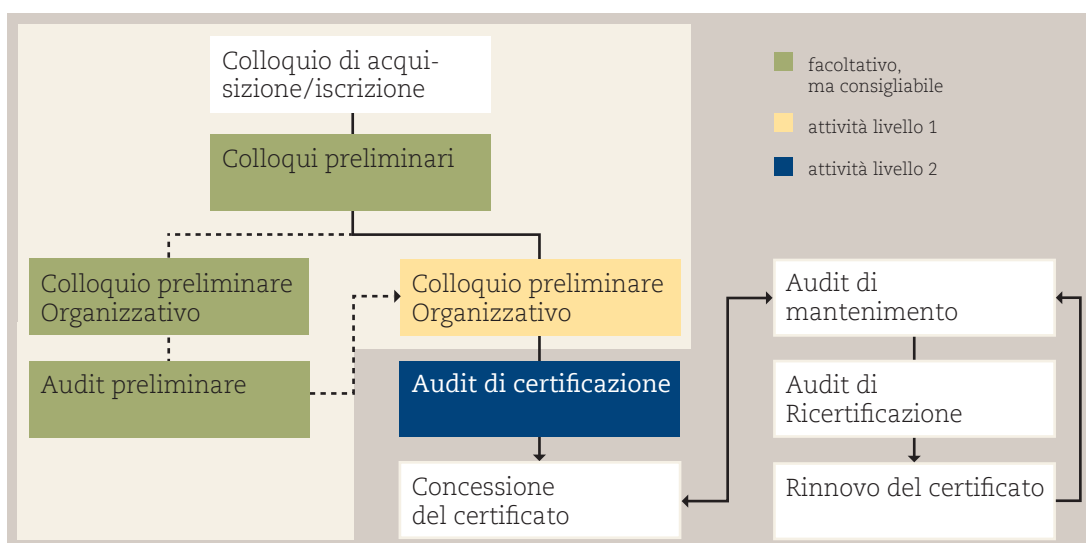 Colloquio di acqui-
sizione/iscrizione
Colloqui preliminari
facoltativo,
ma consigliabile
attività livello 1
attività livello 2
Colloquio preliminare
Organizzativo
Audit preliminare
Colloquio preliminare
Organizzativo
Audit di certificazione
Concessione
del certificato
Audit di
mantenimento
Audit di
Ricertificazione
Rinnovo del certificato